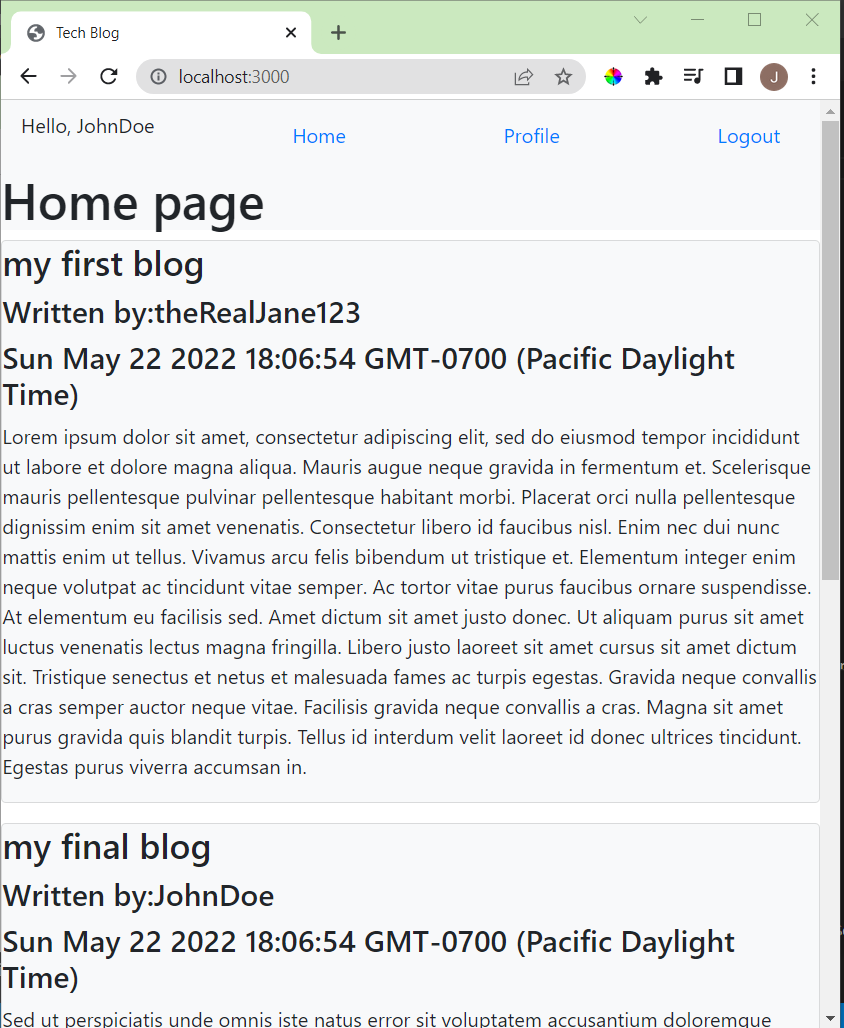 Tech Blog
localhost:3000
J
Hello, JohnDoe
Home
Profile
Logout
Home page
my first blog
Written by:theRealJane123
Sun May 22 2022 18:06:54 GMT-0700 (Pacific Daylight
Time)
Lorem ipsum dolor sit amet, consectetur adipiscing elit, sed do eiusmod tempor incididunt
ut labore et dolore magna aliqua. Mauris augue neque gravida in fermentum et. Scelerisque
mauris pellentesque pulvinar pellentesque habitant morbi. Placerat orci nulla pellentesque
dignissim enim sit amet venenatis. Consectetur libero id faucibus nisl. Enim nec dui nunc
mattis enim ut tellus. Vivamus arcu felis bibendum ut tristique et. Elementum integer enim
neque volutpat ac tincidunt vitae semper. Ac tortor vitae purus faucibus ornare suspendisse.
At elementum eu facilisis sed. Amet dictum sit amet justo donec. Ut aliquam purus sit amet
luctus venenatis lectus magna fringilla. Libero justo laoreet sit amet cursus sit amet dictum
sit. Tristique senectus et netus et malesuada fames ac turpis egestas. Gravida neque convallis
a cras semper auctor neque vitae. Facilisis gravida neque convallis a cras. Magna sit amet
purus gravida quis blandit turpis. Tellus id interdum velit laoreet id donec ultrices tincidunt.
Egestas purus viverra accumsan in.
my final blog
Written by:JohnDoe
Sun May 22 2022 18:06:54 GMT-0700 (Pacific Daylight
Time)
Sed ut perspiciatis unde omnis iste natus error sit voluptatem accusantium doloremque